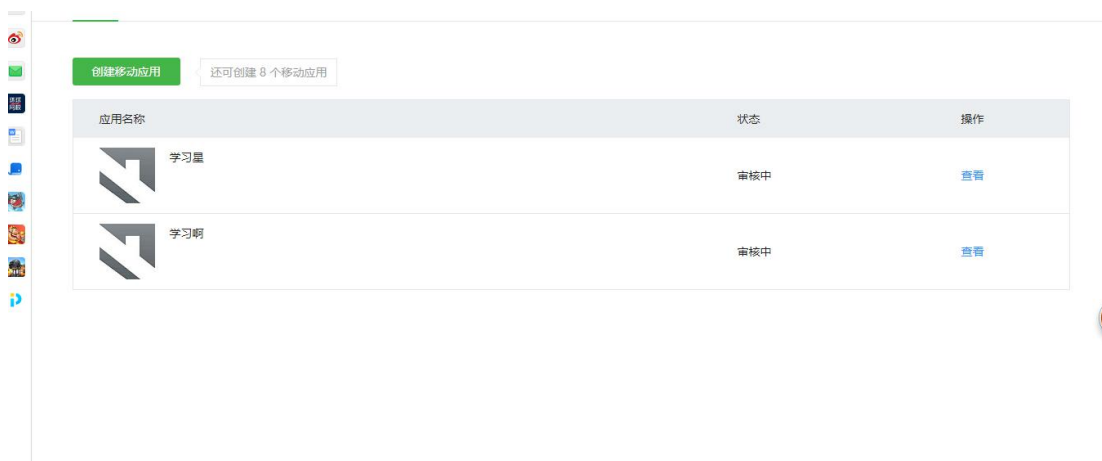 创建移动应用 还可创建 8 个移动应用
应用名称 状态 操作
学习星
审核中 查看
学习啊
审核中 查看